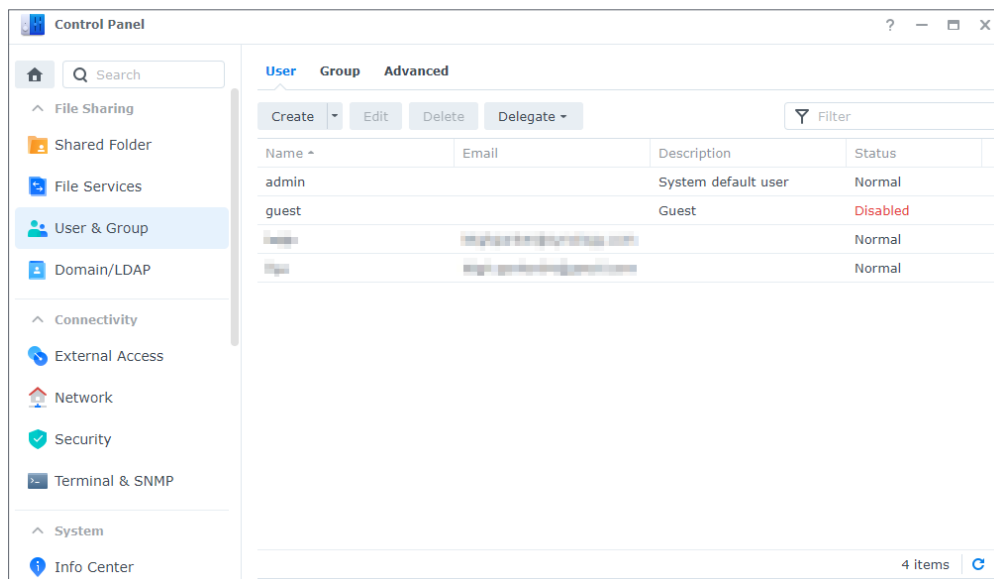 Control Panel
Search
File Sharing
Shared Folder
File Services
User & Group
Domain/LDAP
Connectivity
External Access
Network
Security
Terminal & SNMP
System
Info Center
User Group Advanced
Create Edit Delete Delegate Filter
Name Email Description Status
admin System default user Normal
guest Guest Disabled
Normal
Normal
4 items